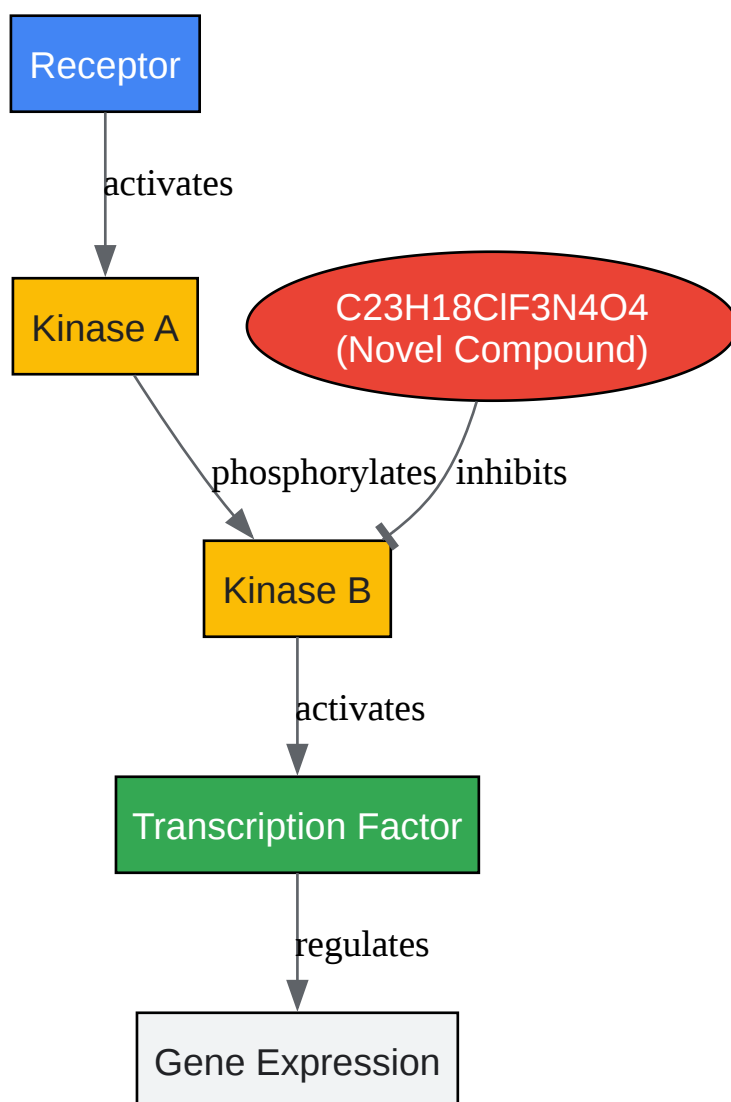 Receptor
activates
Kinase A
C23H18ClF3N4O4
(Novel Compound)
phosphorylates
inhibits
Kinase B
activates
Transcription Factor
regulates
Gene Expression